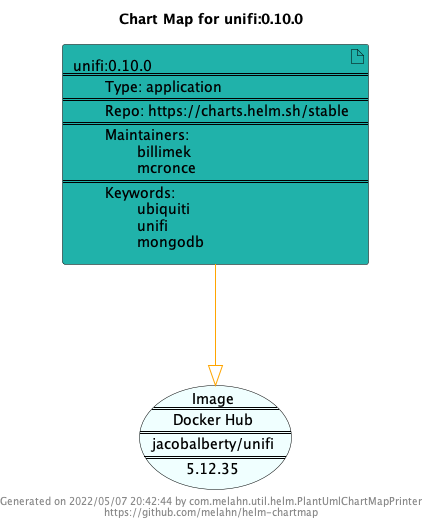 Chart Map for unifi:0.10.0
unifi:0.10.0
Type: application
Repo: https://charts.helm.sh/stable
Maintainers:
billimek
mcronce
Keywords:
ubiquiti
unifi
mongodb
Image
Docker Hub
jacobalberty/unifi
5.12.35
Generated on 2022/05/07 20:42:44 by com.melahn.util.helm.PlantUmlChartMapPrinter
https://github.com/melahn/helm-chartmap